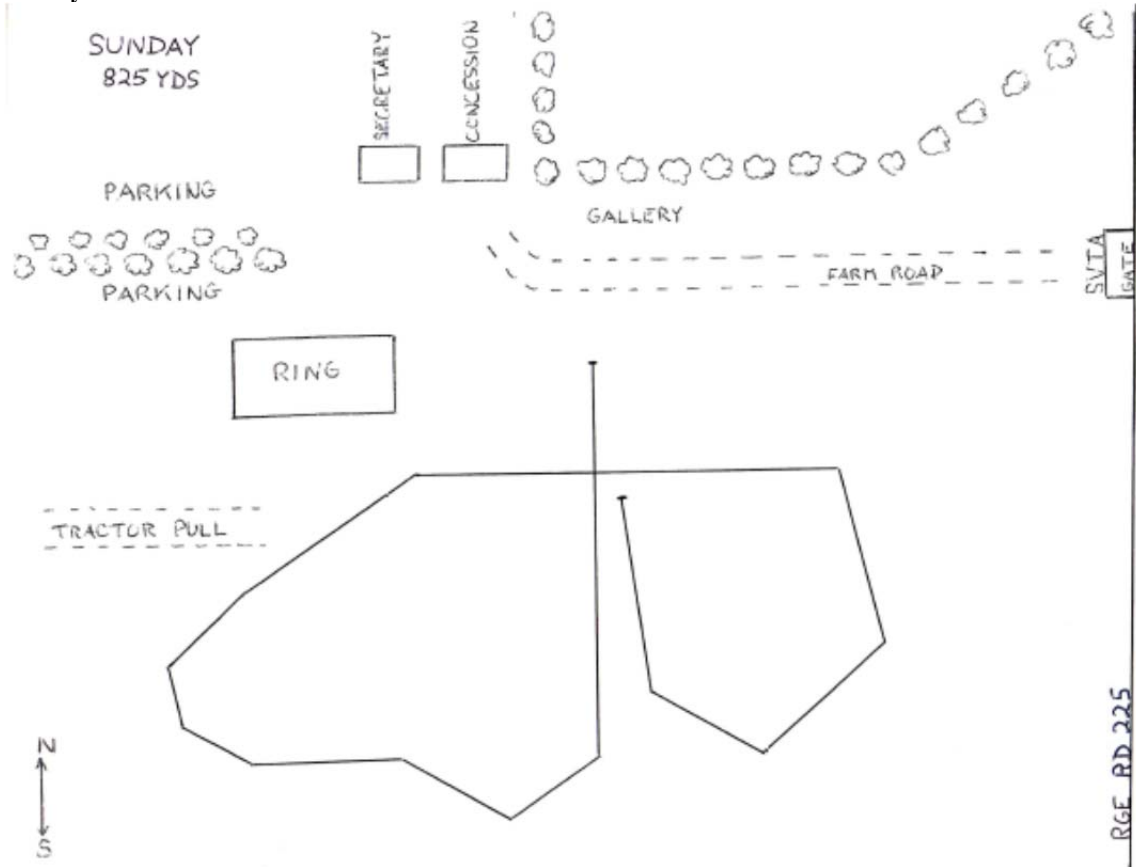 SUNDAY
825 YDS
SECRETARY
CONCESSION
PARKING
GALLERY
SVTA
GATE
FARM ROAD
PARKING
RING
TRACTOR PULL
RGE RD 225
N
S